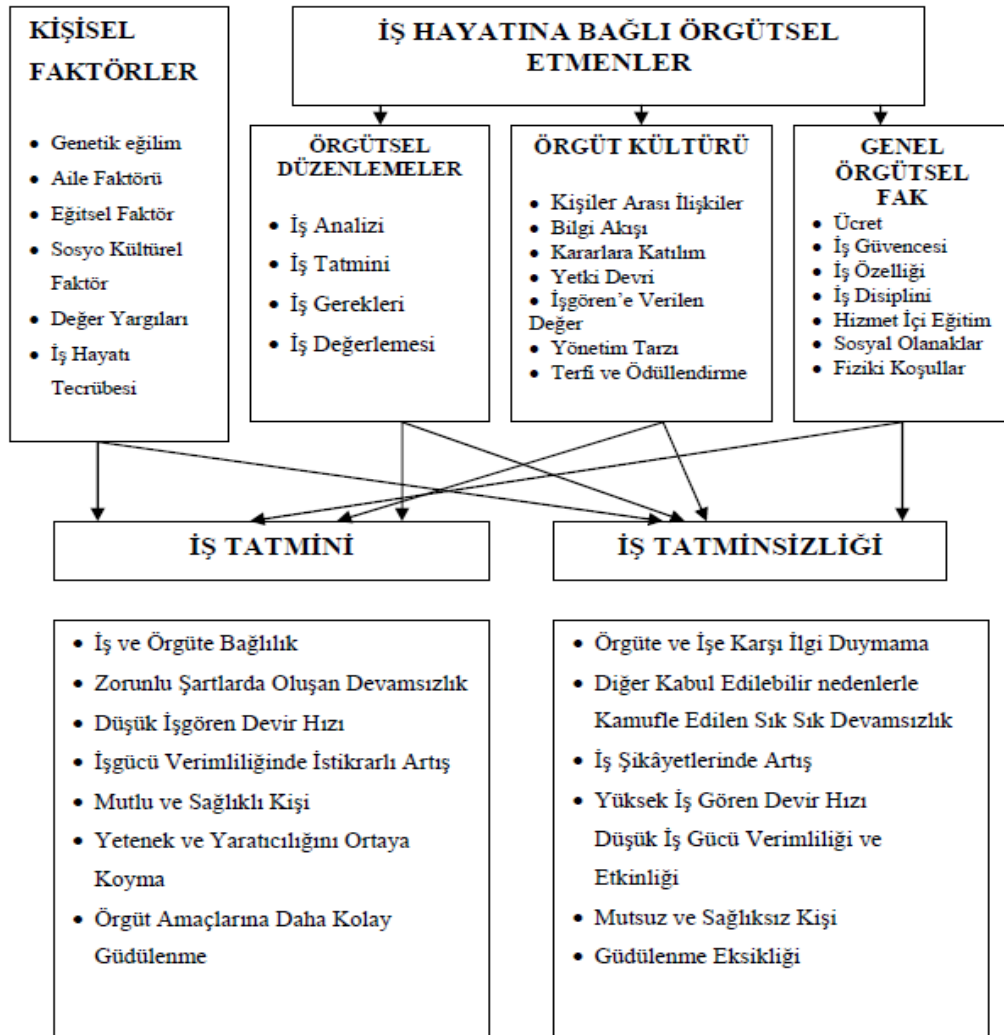 KİŞİSEL
FAKTÖRLER
• Genetik eğilim
• Aile Faktörü
• Eğitsel Faktör
• Sosyo Kültürel
Faktör
• Değer Yargıları
• İş Hayatı
Tecrübesi
İŞ HAYATINA BAĞLI ÖRGÜTSEL
ETMENLER
ÖRGÜTSEL
DÜZENLEMELER
• İş Analizi
• İş Tatmini
• İş Gerekleri
• İş Değerlemesi
ÖRGÜT KÜLTÜRÜ
• Kişiler Arası İlişkiler
• Bilgi Akışı
• Kararlara Katılım
• Yetki Devri
• İşgören’e Verilen
Değer
• Yönetim Tarzı
• Terfi ve Ödüllendirme
GENEL
ÖRGÜTSEL
FAK
• Ücret
• İş Güvencesi
• İş Özelliği
• İş Disiplini
• Hizmet İçi Eğitim
• Sosyal Olanaklar
• Fiziki Koşullar
İŞ TATMİNİ
İŞ TATMİNSİZLİĞİ
• İş ve Örgüte Bağlılık
• Zorunlu Şartlarda Oluşan Devamsızlık
• Düşük İşgören Devir Hızı
• İşgücü Verimliliğinde İstikrarlı Artış
• Mutlu ve Sağlıklı Kişi
• Yetenek ve Yaratıcılığını Ortaya
Koyma
• Örgüt Amaçlarına Daha Kolay
Güdülenme
• Örgüte ve İşe Karşı İlgi Duymama
• Diğer Kabul Edilebilir nedenlerle
Kamufle Edilen Sık Sık Devamsızlık
• İş Şikâyetlerinde Artış
• Yüksek İş Gören Devir Hızı
Düşük İş Gücü Verimliliği ve
Etkinliği
• Mutsuz ve Sağlıksız Kişi
• Güdülenme Eksikliği